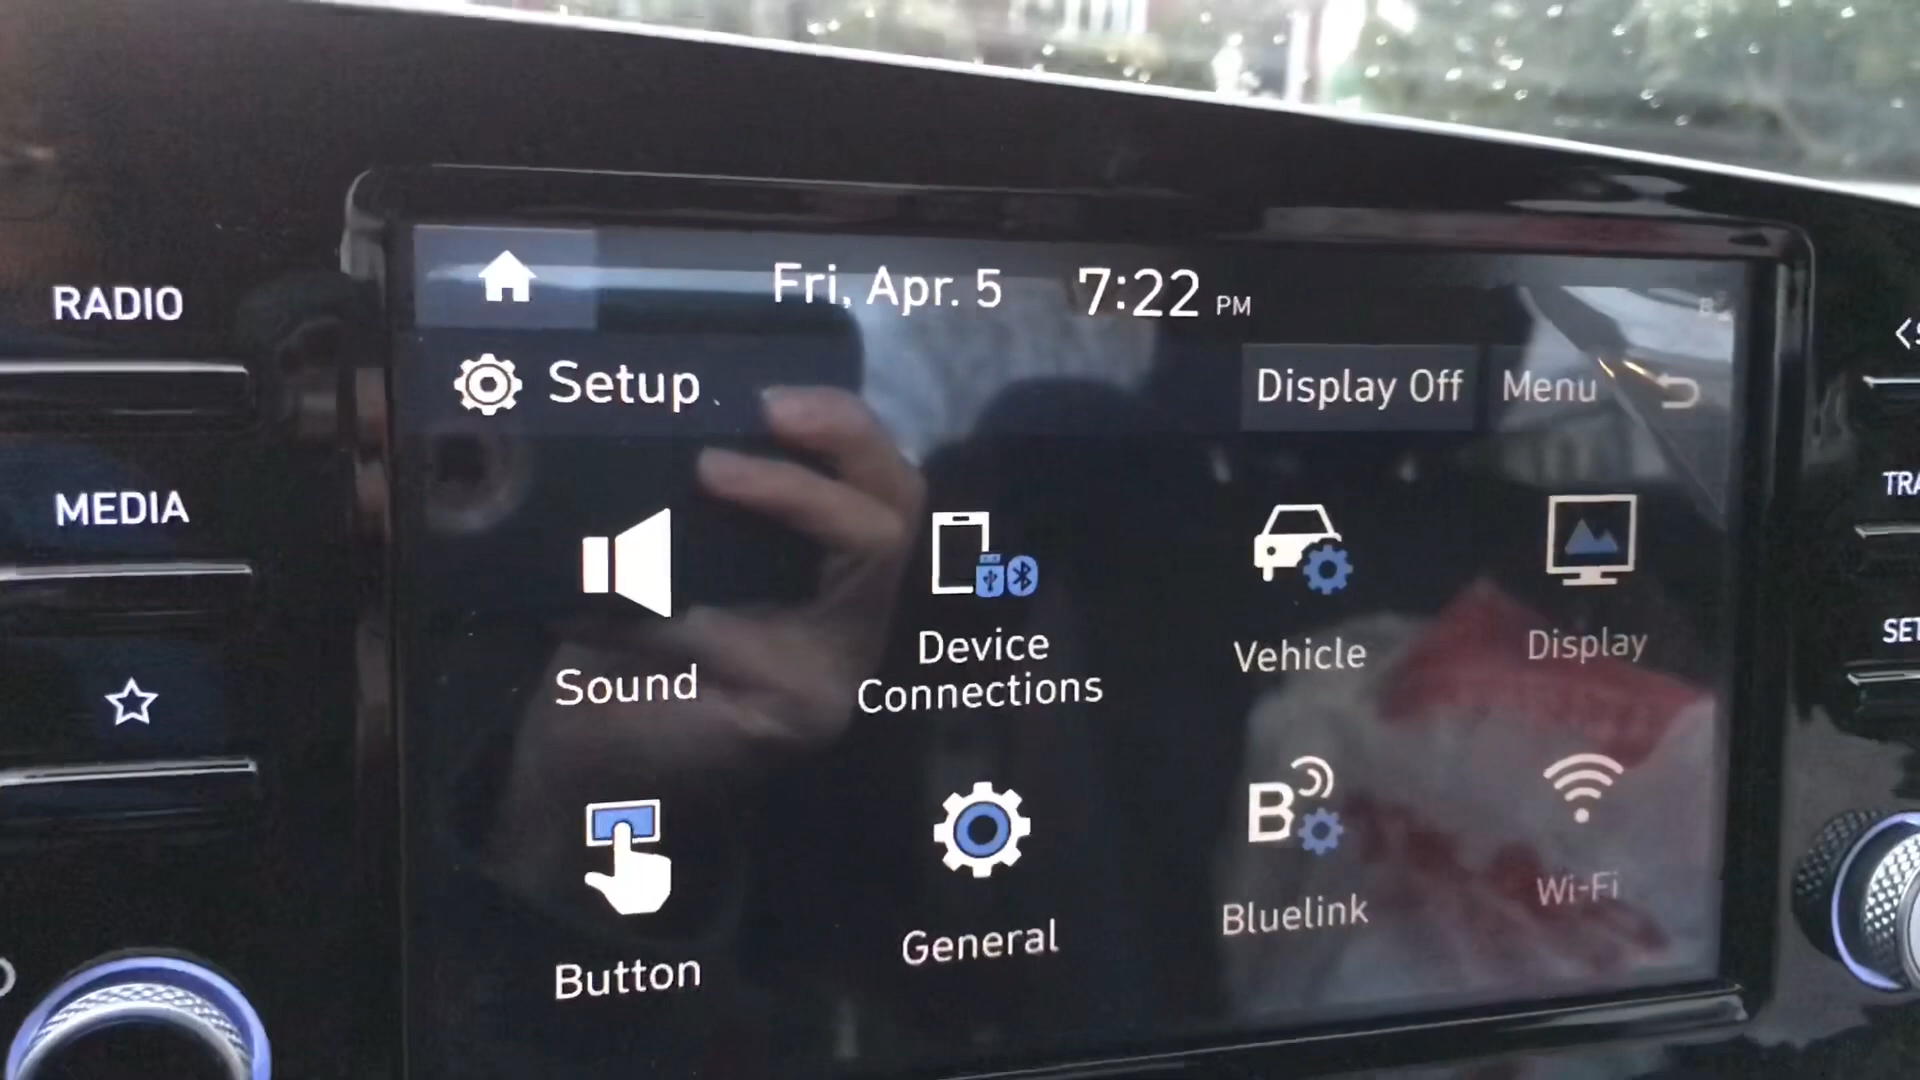 Fri, Apr. 5 7:22 PM
RADIO
Setup
Display Off
Menu
MEDIA
Sound
Device
Connections
Vehicle
Display
Button
General
B
Bluelink
Wi-Fi